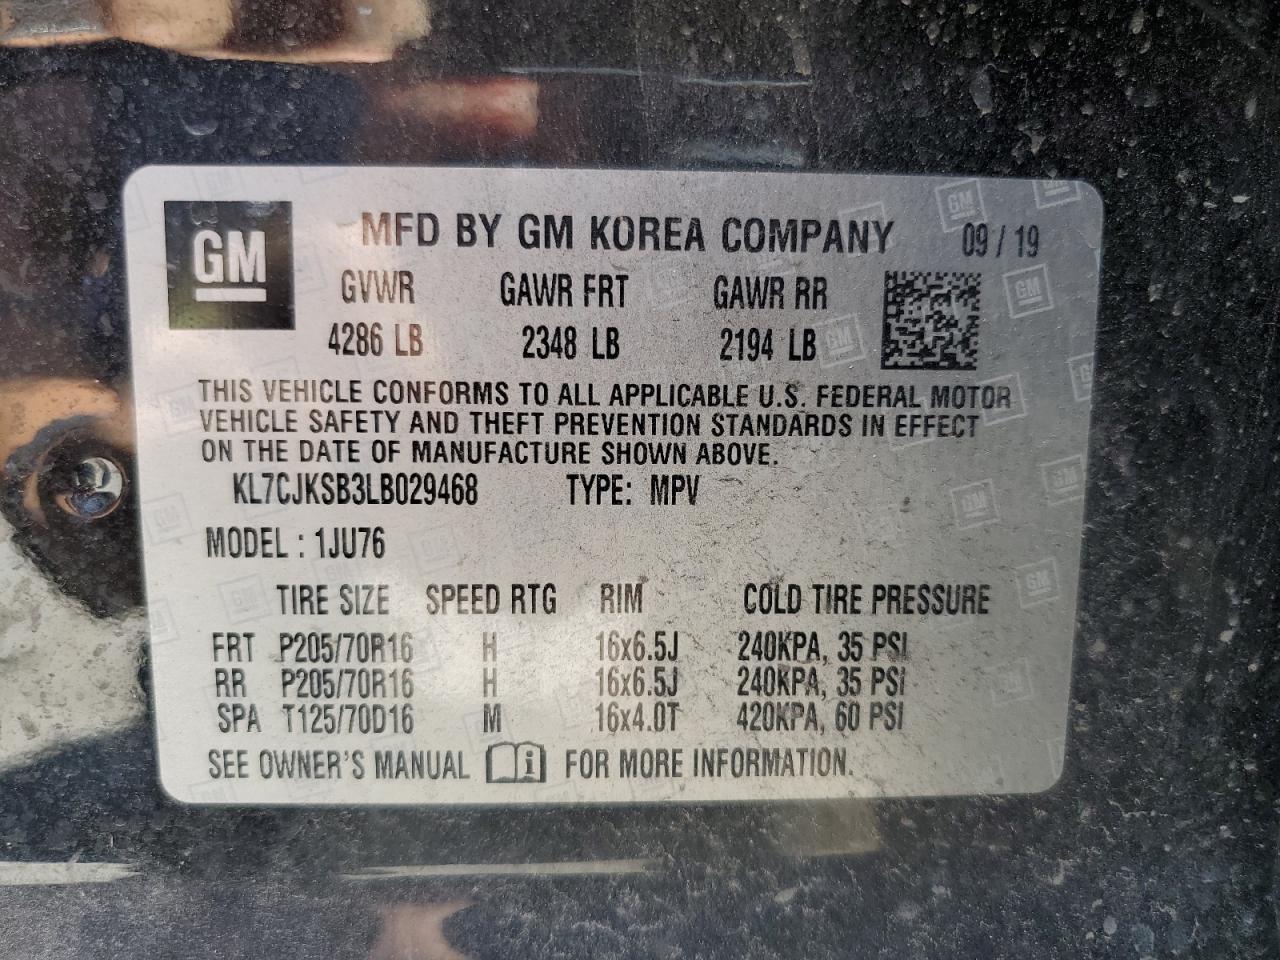 GM
MFD BY GM KOREA COMPANY 09 / 19
GVWR GAWR FRT GAWR RR
4286 LB 2348 LB 2194 LB
THIS VEHICLE CONFORMS TO ALL APPLICABLE U.S. FEDERAL MOTOR
VEHICLE SAFETY AND THEFT PREVENTION STANDARDS IN EFFECT
ON THE DATE OF MANUFACTURE SHOWN ABOVE.
KL7CJKSB3LB029468 TYPE: MPV
MODEL : 1JU76
TIRE SIZE SPEED RTG RIM COLD TIRE PRESSURE
FRT P205/70R16 H 16x6.5J 240KPA, 35 PSI
RR P205/70R16 H 16x6.5J 240KPA, 35 PSI
SPA T125/70D16 M 16x4.0T 420KPA, 60 PSI
SEE OWNER'S MANUAL i FOR MORE INFORMATION.